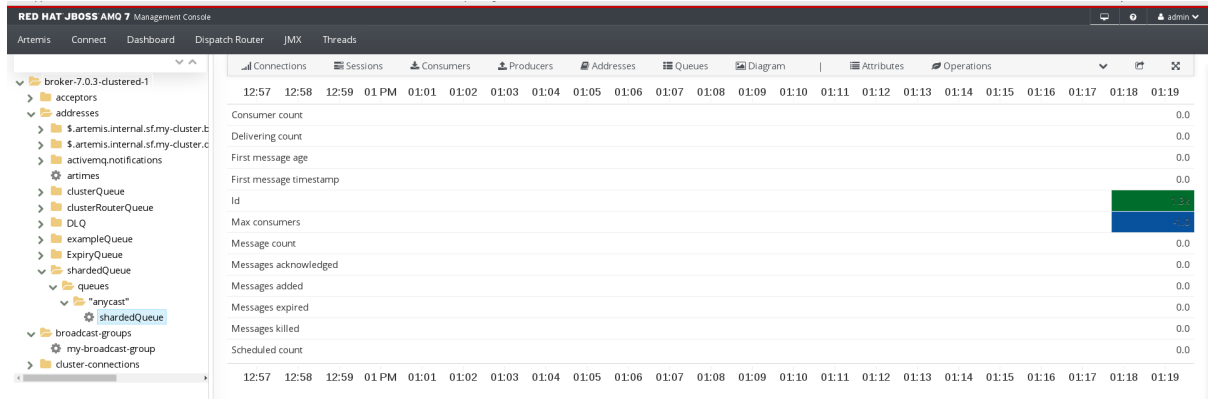 RED HAT JBOSS AMQ 7 Management Console
admin
Artemis Connect Dashboard Dispatch Router JMX Threads
broker-7.0.3-clustered-1
acceptors
addresses
$.artemis.internal.sf.my-cluster.b
$.artemis.internal.sf.my-cluster.c
activemq.notifications
artimes
clusterQueue
clusterRouterQueue
DLQ
exampleQueue
ExpiryQueue
shardedQueue
queues
"anycast"
shardedQueue
broadcast-groups
my-broadcast-group
cluster-connections
Connections Sessions Consumers Producers Addresses Queues Diagram | Attributes Operations
12:57 12:58 12:59 01 PM 01:01 01:02 01:03 01:04 01:05 01:06 01:07 01:08 01:09 01:10 01:11 01:12 01:13 01:14 01:15 01:16 01:17 01:18 01:19
Consumer count 0.0
Delivering count 0.0
First message age 0.0
First message timestamp 0.0
Id
Max consumers
Message count 0.0
Messages acknowledged 0.0
Messages added 0.0
Messages expired 0.0
Messages killed 0.0
Scheduled count 0.0
12:57 12:58 12:59 01 PM 01:01 01:02 01:03 01:04 01:05 01:06 01:07 01:08 01:09 01:10 01:11 01:12 01:13 01:14 01:15 01:16 01:17 01:18 01:19